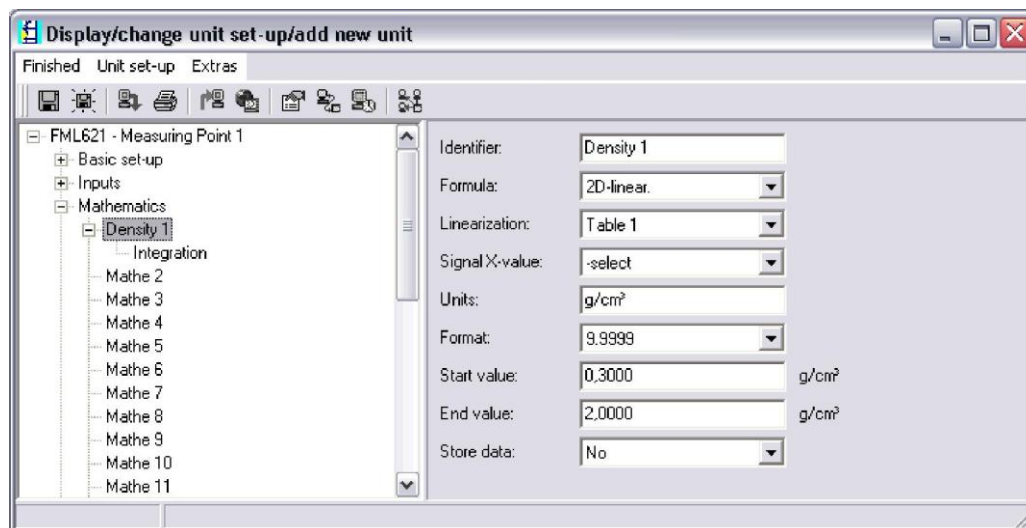 Display/change unit set-up/add new unit
Finished Unit set-up Extras
FML621 - Measuring Point 1
Basic set-up
Inputs
Mathematics
Density 1
Integration
Mathe 2
Mathe 3
Mathe 4
Mathe 5
Mathe 6
Mathe 7
Mathe 8
Mathe 9
Mathe 10
Mathe 11
Identifier: Density 1
Formula: 2D-linear.
Linearization: Table 1
Signal X-value: -select
Units: g/cm³
Format: 9.9999
Start value: 0,3000 g/cm³
End value: 2,0000 g/cm³
Store data: No